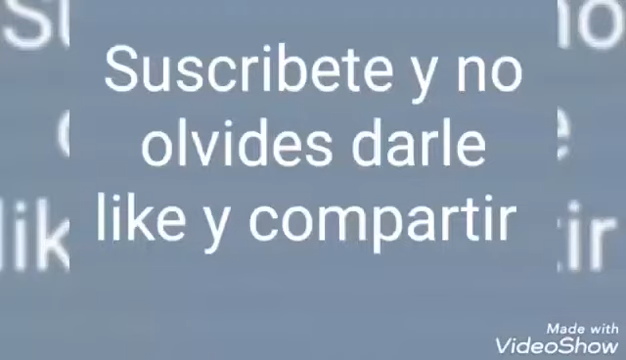 Suscribete y no
olvides darle
like y compartir
Made with
VideoShow